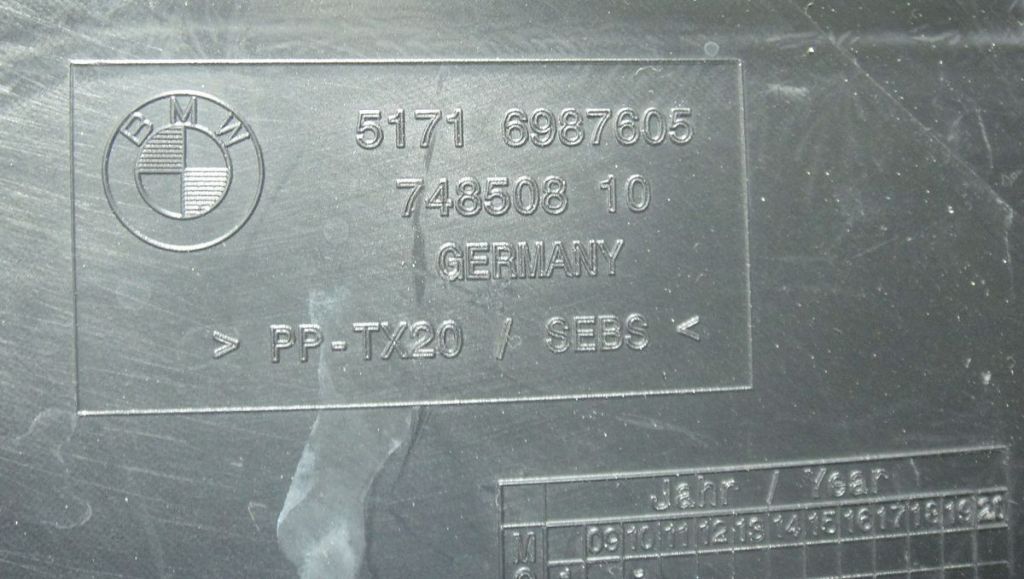 BMW
5171 6987605
748508 10
GERMANY
> PP-TX20 / SEBS <
Jahr / Year
09 10 11 12 13 14 15 16 17 18 19 20
M